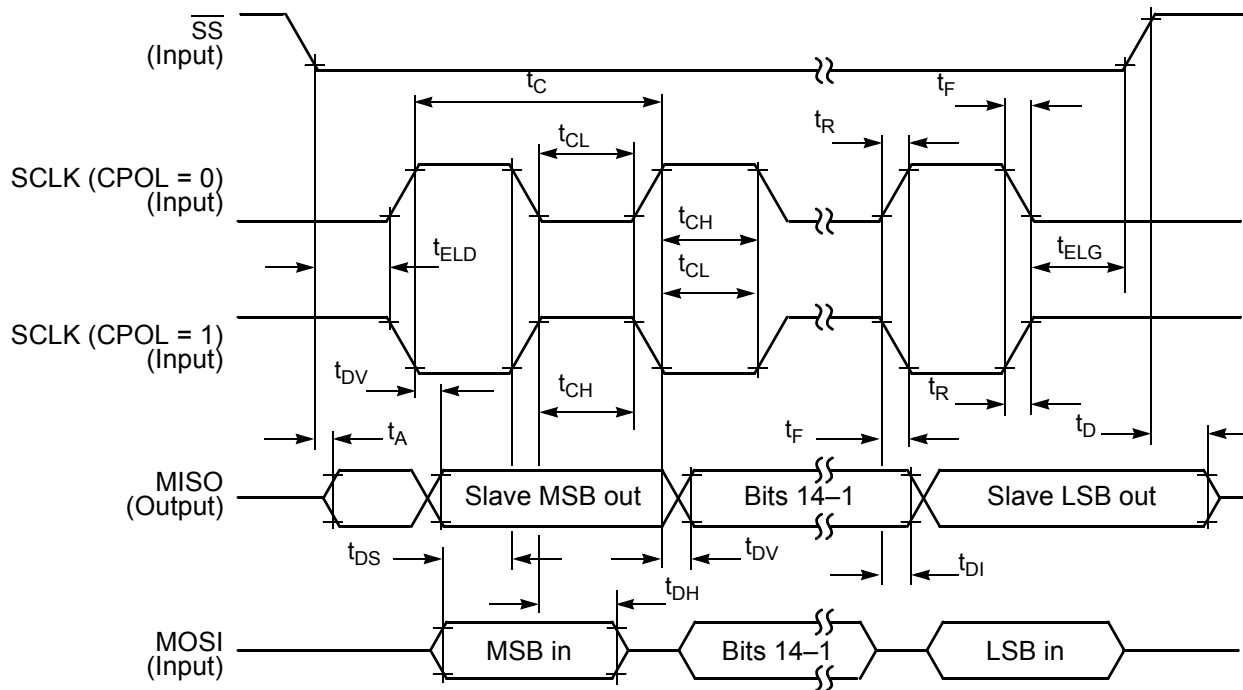 SS
(Input)
tC
tF
tR
tCL
SCLK (CPOL = 0)
(Input)
tCH
tELD
tELG
tCL
SCLK (CPOL = 1)
(Input)
tDV
tCH
tR
tA
tF
tD
MISO
(Output)
Slave MSB out
Bits 14–1
Slave LSB out
tDS
tDV
tDI
tDH
MOSI
(Input)
MSB in
Bits 14–1
LSB in